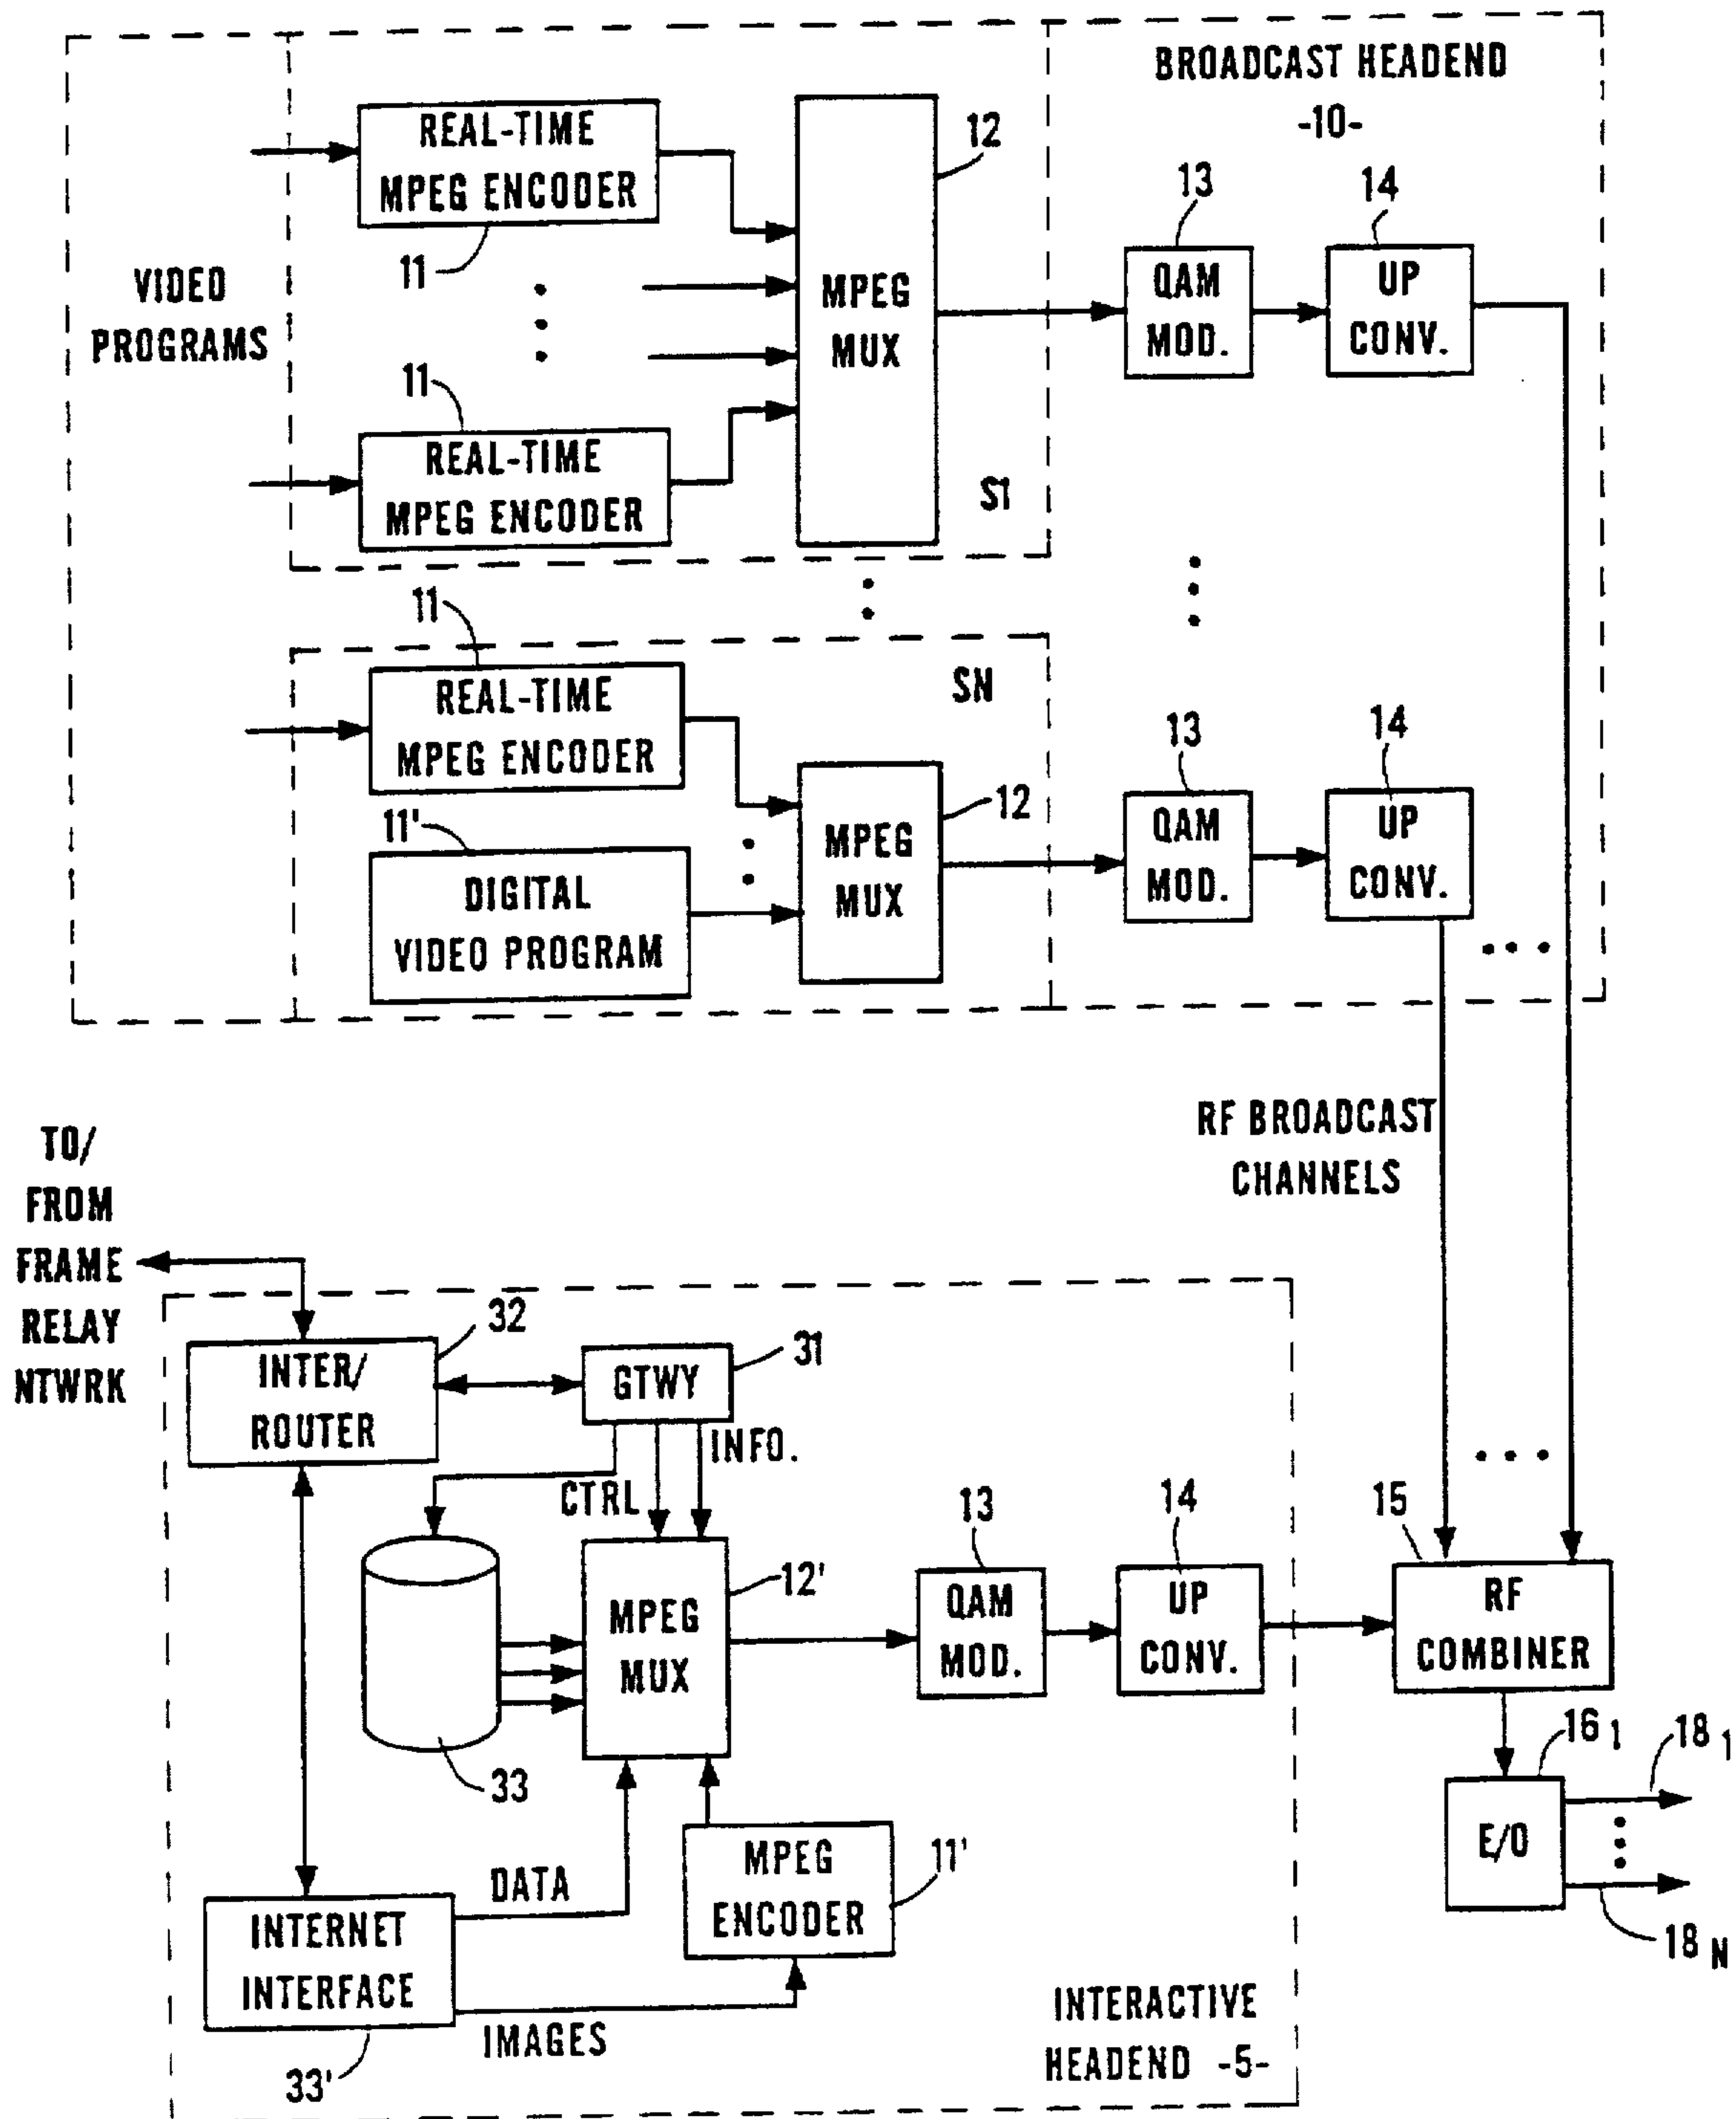 BROADCAST HEADEND
-10-
REAL-TIME
MPEG ENCODER
11
12
MPEG
MUX
13
QAM
MOD.
14
UP
CONV.
VIDEO
PROGRAMS
11
REAL-TIME
MPEG ENCODER
S1
11
REAL-TIME
MPEG ENCODER
SN
11'
DIGITAL
VIDEO PROGRAM
12
MPEG
MUX
13
QAM
MOD.
14
UP
CONV.
RF BROADCAST
CHANNELS
TO/
FROM
FRAME
RELAY
NTWRK
32
INTER/
ROUTER
31
GTWY
INFO.
CTRL
33
12'
MPEG
MUX
13
QAM
MOD.
14
UP
CONV.
15
RF
COMBINER
16 1
18 1
E/O
18 N
DATA
MPEG
ENCODER
11'
INTERNET
INTERFACE
33'
IMAGES
INTERACTIVE
HEADEND -5-